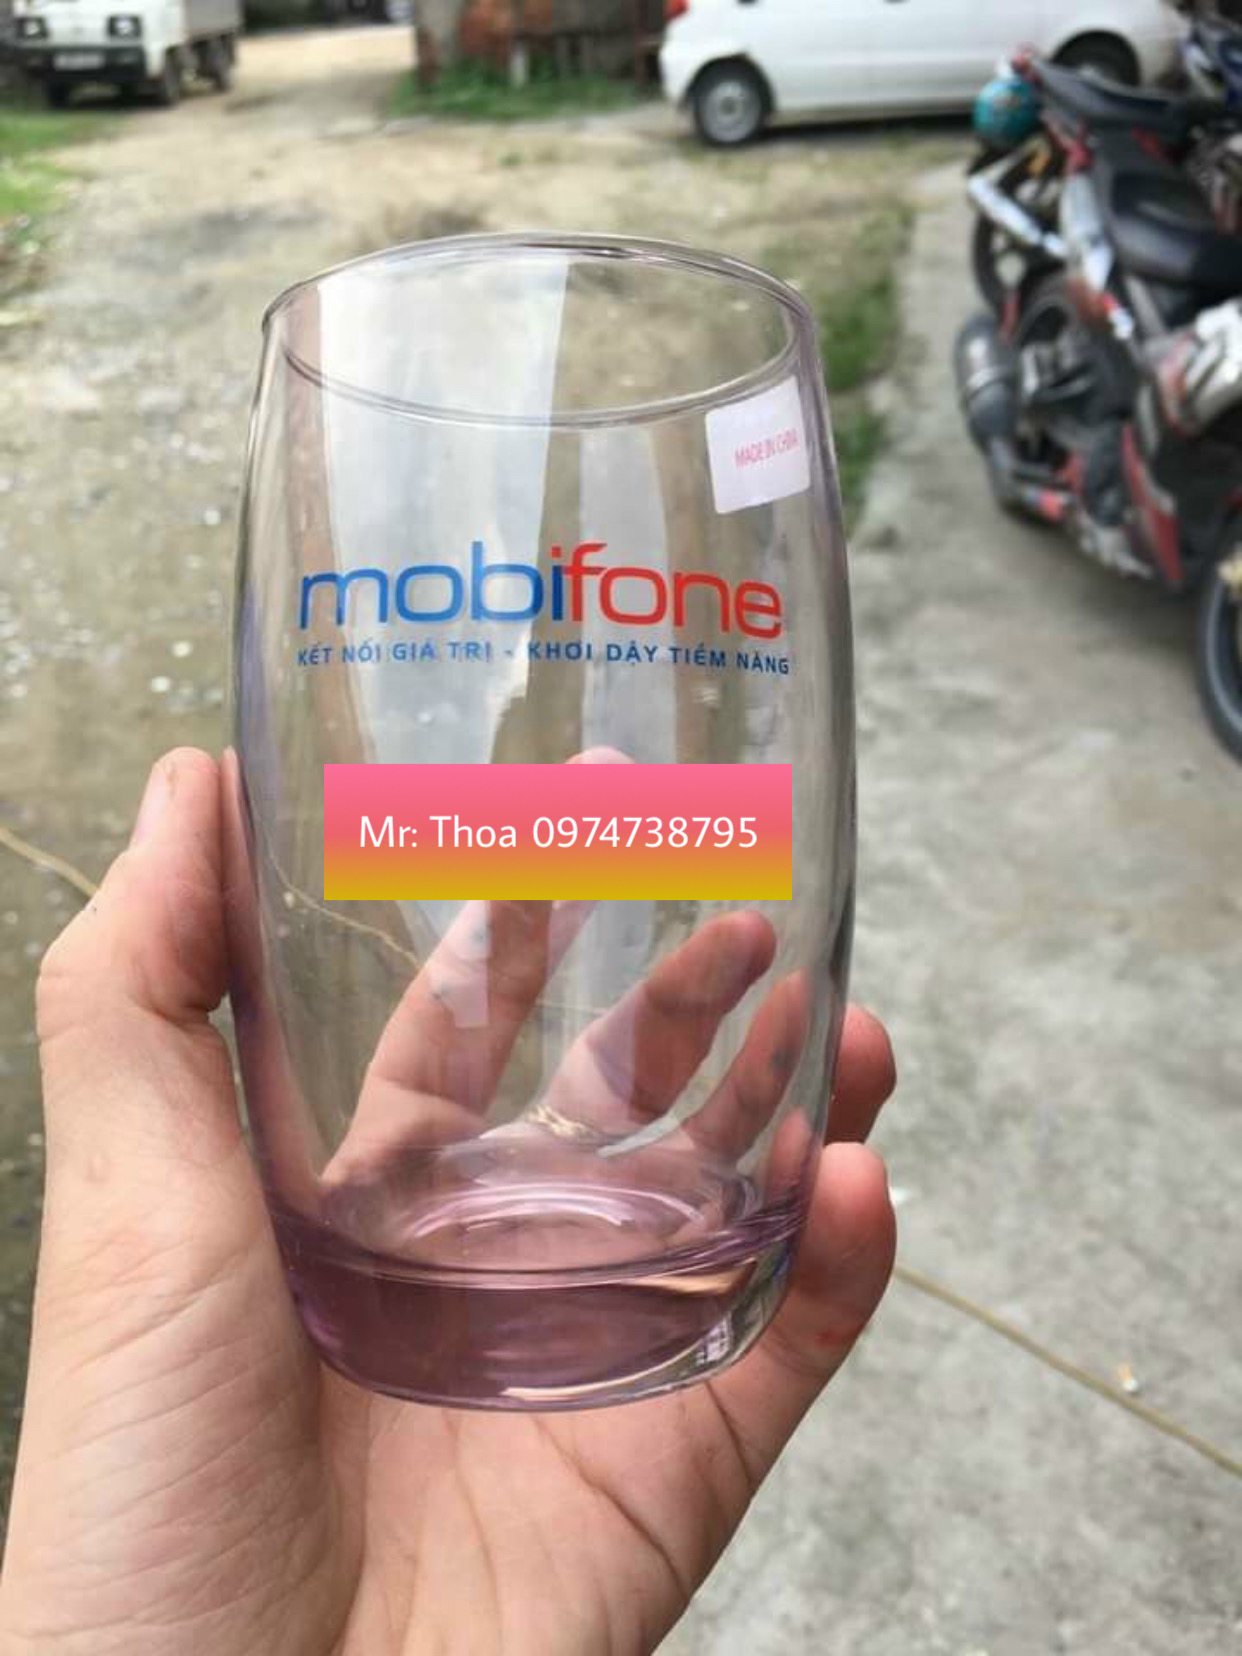 MADE IN CHINA
mobifone
KẾT NỐI GIÁ TRỊ - KHƠI DẬY TIỀM NĂNG
Mr: Thoa 0974738795